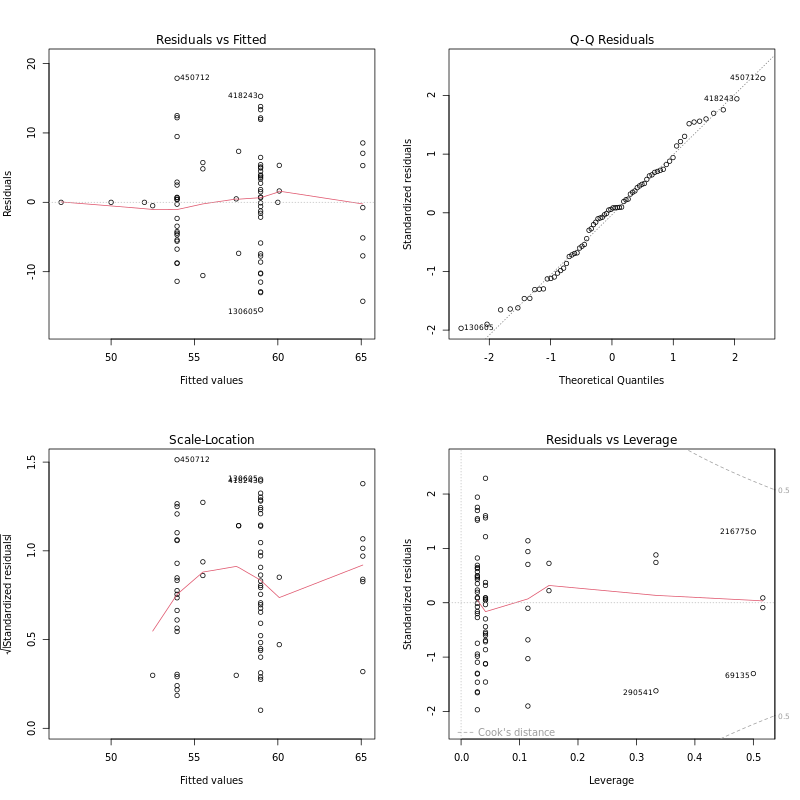 Residuals vs Fitted
20
10
0
-10
Residuals
450712
418243
130605
50 55 60 65
Fitted values
Q-Q Residuals
2
1
0
-1
-2
Standardized residuals
450712
418243
130605
-2 -1 0 1 2
Theoretical Quantiles
Scale-Location
1.5
1.0
0.5
0.0
√|Standardized residuals|
450712
130605
418243
50 55 60 65
Fitted values
Residuals vs Leverage
2
1
0
-1
-2
Standardized residuals
0.5
216775
69135
290541
0.5
Cook's distance
0.0 0.1 0.2 0.3 0.4 0.5
Leverage